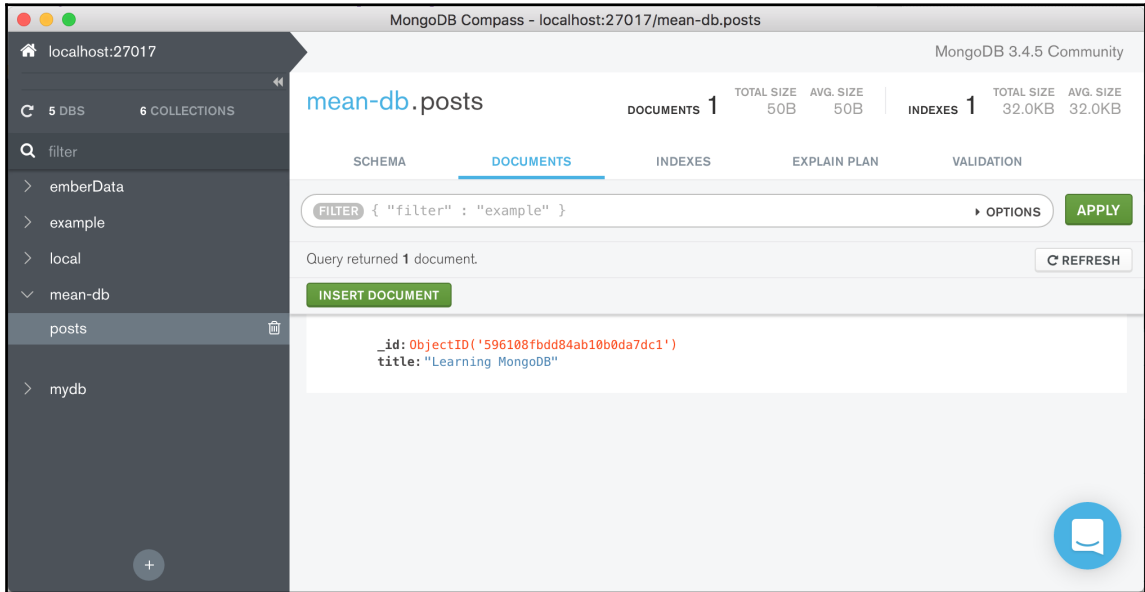 MongoDB Compass - localhost:27017/mean-db.posts
localhost:27017
MongoDB 3.4.5 Community
5 DBS 6 COLLECTIONS
mean-db.posts
DOCUMENTS 1 TOTAL SIZE 50B AVG. SIZE 50B INDEXES 1 TOTAL SIZE 32.0KB AVG. SIZE 32.0KB
filter
SCHEMA DOCUMENTS INDEXES EXPLAIN PLAN VALIDATION
emberData
example
local
mean-db
posts
mydb
+
FILTER { "filter" : "example" } OPTIONS APPLY
Query returned 1 document. REFRESH
INSERT DOCUMENT
_id: ObjectID('596108fbdd84ab10b0da7dc1')
title: "Learning MongoDB"